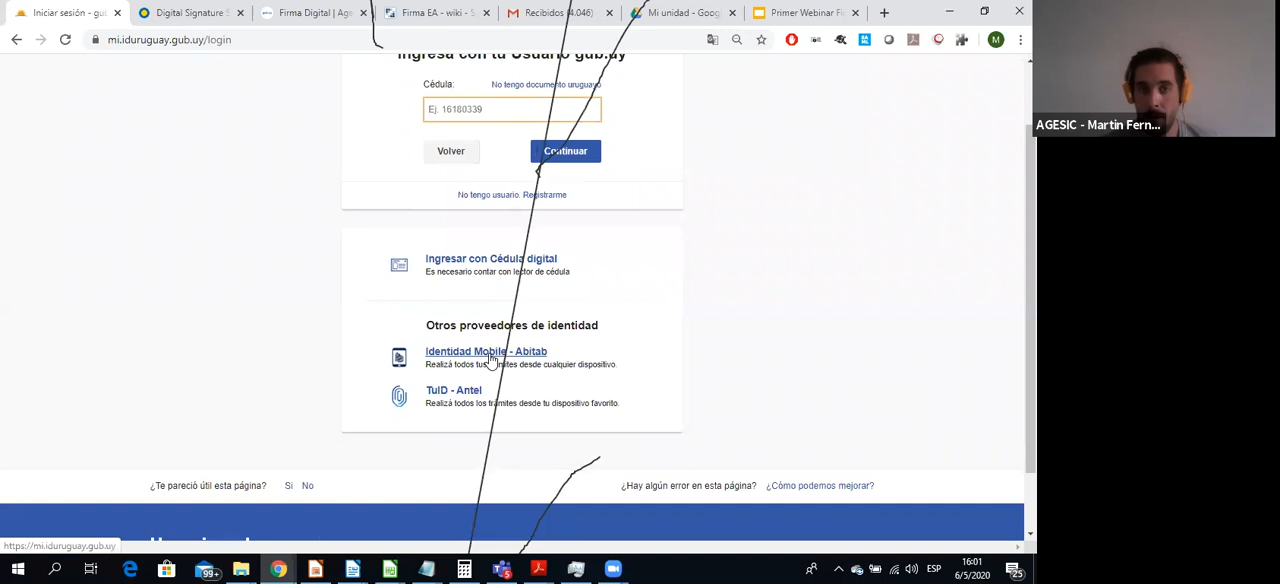 Iniciar sesión - gu
Digital Signature S
Firma Digital | Age
Firma EA - wiki - S
Recibidos (4.046)
Mi unidad - Goog
Primer Webinar Fi
mi.iduruguay.gub.uy/login
M
Ingresa con tu Usuario gub.uy
Cédula:
No tengo documento uruguayo
Ej. 16180339
Volver
Continuar
No tengo usuario. Registrarme
Ingresar con Cédula digital
Es necesario contar con lector de cédula
Otros proveedores de identidad
Identidad Mobile - Abitab
Realizá todos tus trámites desde cualquier dispositivo.
TuID - Antel
Realizá todos los trámites desde tu dispositivo favorito.
¿Te pareció útil esta página? Si No
¿Hay algún error en esta página? ¿Cómo podemos mejorar?
https://mi.iduruguay.gub.uy
AGESIC - Martin Fern...
99+
ESP
16:01
6/5/2020
25